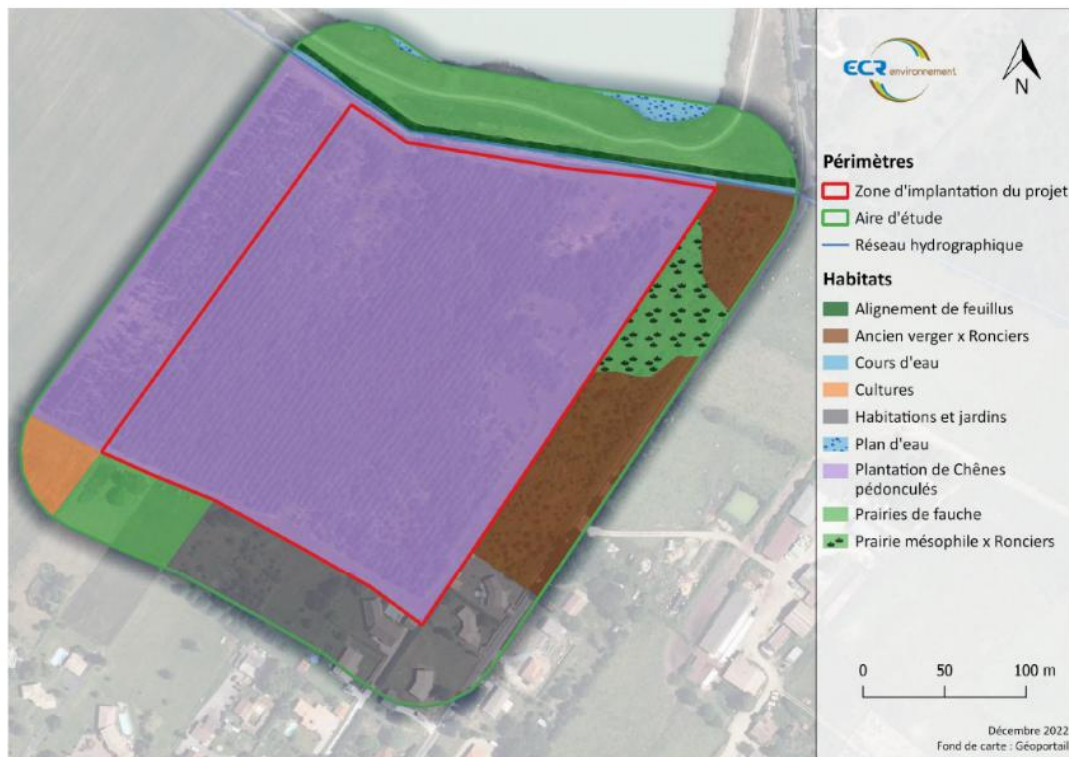 ECR environnement
N
Périmètres
Zone d'implantation du projet
Aire d'étude
Réseau hydrographique
Habitats
Alignement de feuillus
Ancien verger x Ronciers
Cours d'eau
Cultures
Habitations et jardins
Plan d'eau
Plantation de Chênes
pédonculés
Prairies de fauche
Prairie mésophile x Ronciers
0 50 100 m
Décembre 2022
Fond de carte : Géoportail